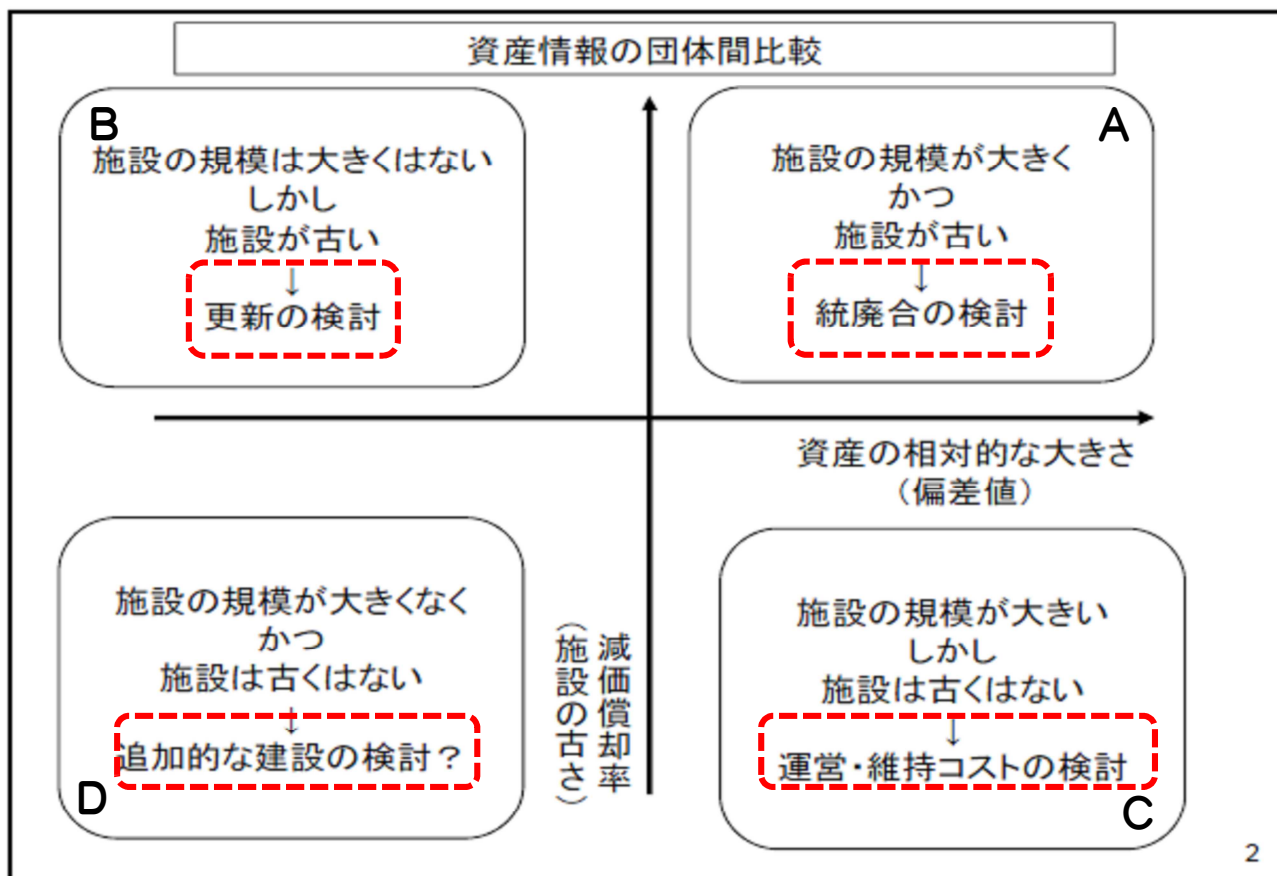 資産情報の団体間比較
B
施設の規模は大きくはない
しかし
施設が古い
↓
更新の検討
A
施設の規模が大きく
かつ
施設が古い
↓
統廃合の検討
資産の相対的な大きさ
（偏差値）
減価償却率
（施設の古さ）
施設の規模が大きくなく
かつ
施設は古くはない
↓
追加的な建設の検討？
D
施設の規模が大きい
しかし
施設は古くはない
↓
運営・維持コストの検討
C
2